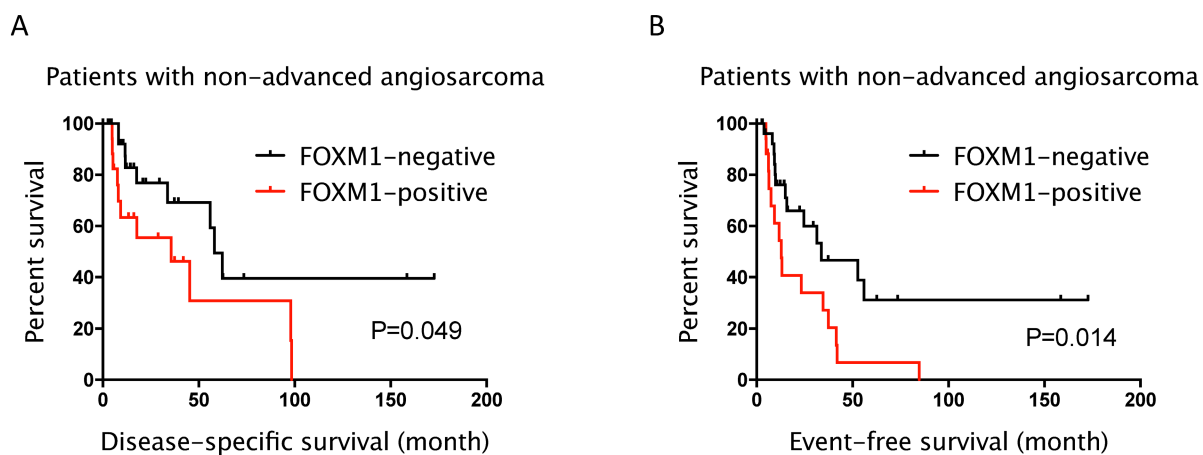 A
Patients with non-advanced angiosarcoma
Percent survival
100
80
60
40
20
0
FOXM1-negative
FOXM1-positive
P=0.049
0 50 100 150 200
Disease-specific survival (month)
B
Patients with non-advanced angiosarcoma
Percent survival
100
80
60
40
20
0
FOXM1-negative
FOXM1-positive
P=0.014
0 50 100 150 200
Event-free survival (month)